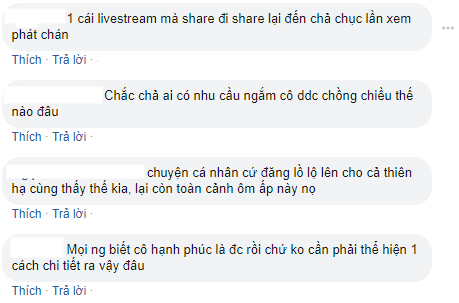 1 cái livestream mà share đi share lại đến chả chục lần xem
phát chán
Thích · Trả lời ·
Chắc chả ai có nhu cầu ngắm cô ddc chồng chiều thế
nào đâu
Thích · Trả lời
chuyện cá nhân cứ đăng lồ lộ lên cho cả thiên
hạ cùng thấy thế kia, lại còn toàn cảnh ôm ấp này nọ
Thích · Trả lời
Mọi ng biết cô hạnh phúc là đc rồi chứ ko cần phải thể hiện 1
cách chi tiết ra vậy đâu
Thích · Trả lời